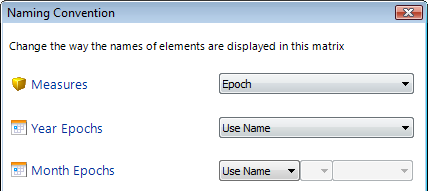 Naming Convention
Change the way the names of elements are displayed in this matrix
Measures Epoch
Year Epochs Use Name
Month Epochs Use Name